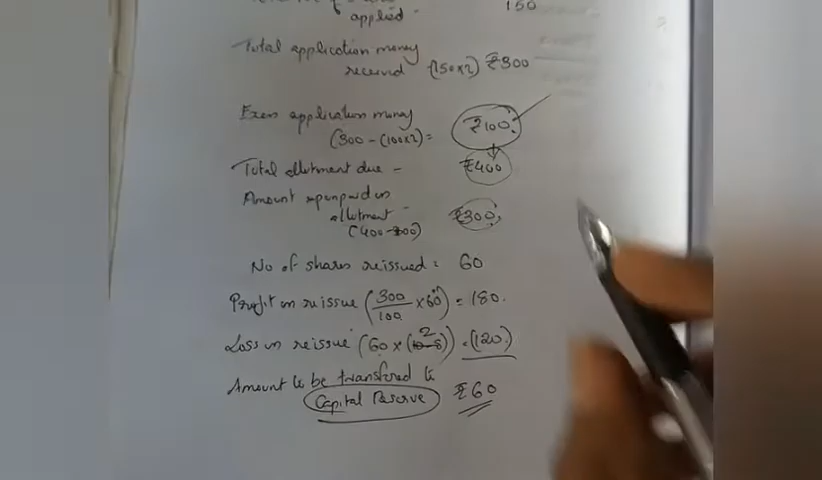 applied -
150
Total application money
received (150×2) ₹300
Excess application money
(300 - (100×2) =
₹100
Total allotment due -
₹400
Amount unpaid on
allotment -
(400-100)
₹300
No of shares reissued = 60
Profit on reissue (300/100 × 60) = 180.
Loss on reissue (60 × (10-8) 2) = (120)
Amount to be transfered to
Capital Reserve ₹60